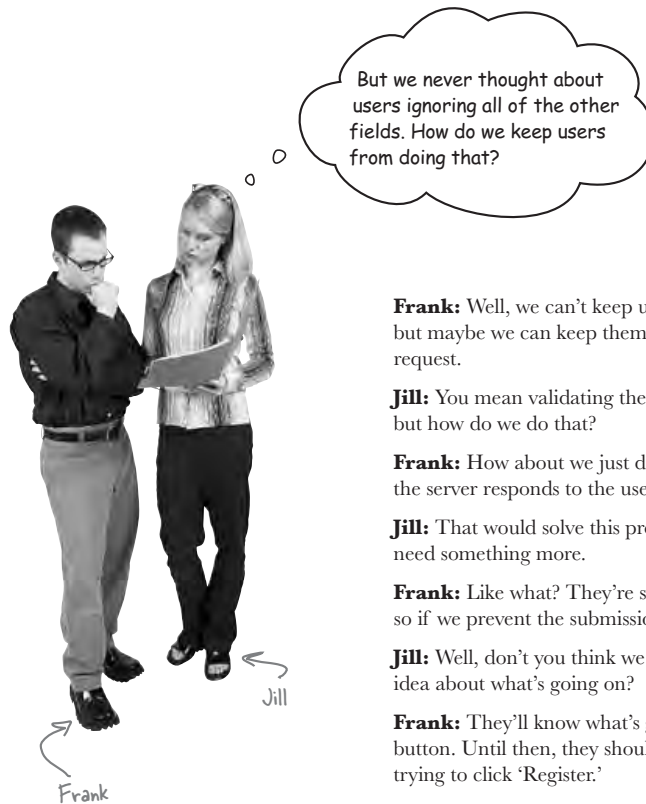 But we never thought about
users ignoring all of the other
fields. How do we keep users
from doing that?
Frank: Well, we can't keep u
but maybe we can keep them
request.
Jill: You mean validating the
but how do we do that?
Frank: How about we just d
the server responds to the use
Jill: That would solve this pro
need something more.
Frank: Like what? They're s
so if we prevent the submissio
Jill: Well, don't you think we
idea about what's going on?
Frank: They'll know what's g
button. Until then, they shoul
trying to click 'Register.'
Jill
Frank